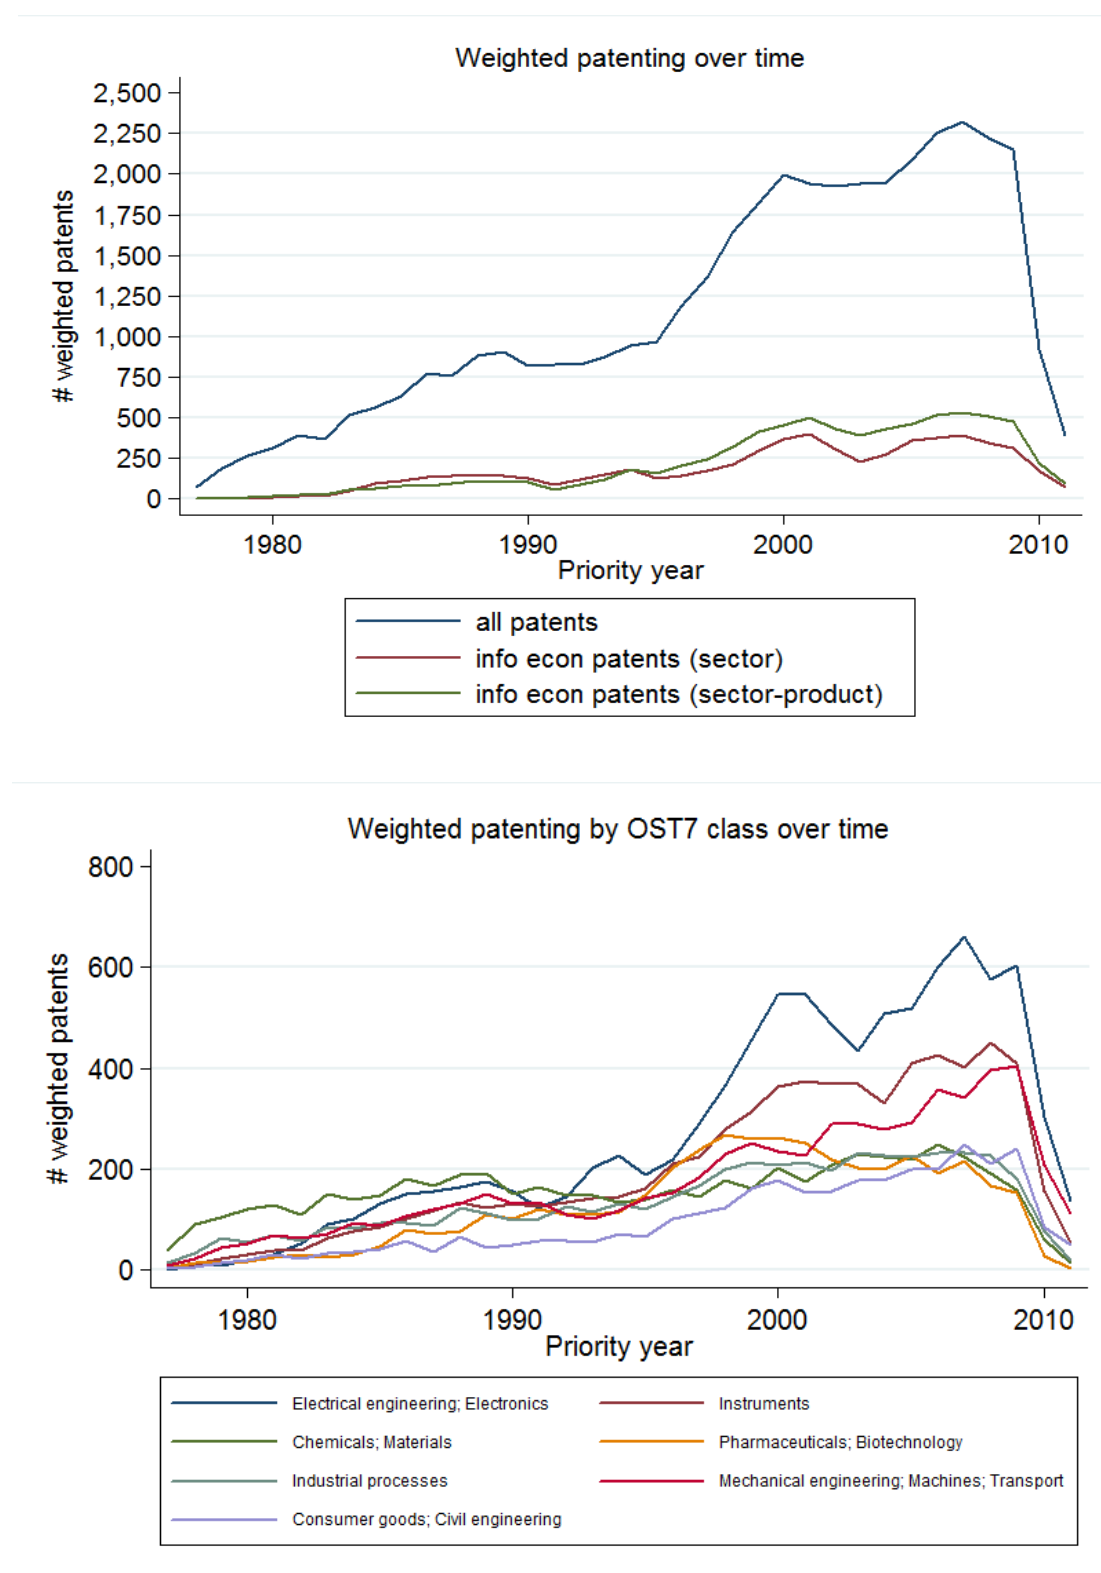 Weighted patenting over time
2,500
2,250
2,000
1,750
1,500
1,250
1,000
750
500
250
0
# weighted patents
1980 1990 2000 2010
Priority year
all patents
info econ patents (sector)
info econ patents (sector-product)
Weighted patenting by OST7 class over time
800
600
400
200
0
# weighted patents
1980 1990 2000 2010
Priority year
Electrical engineering; Electronics Instruments
Chemicals; Materials Pharmaceuticals; Biotechnology
Industrial processes Mechanical engineering; Machines; Transport
Consumer goods; Civil engineering